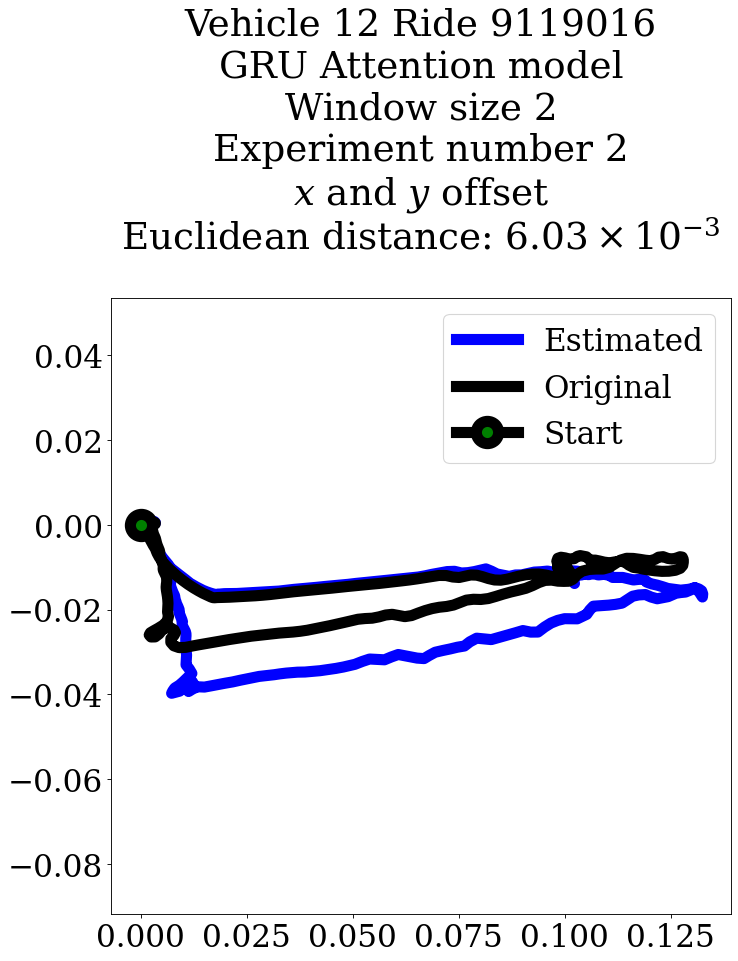 Vehicle 12 Ride 9119016
GRU Attention model
Window size 2
Experiment number 2
x and y offset
Euclidean distance: 6.03 × 10⁻³
Estimated
Original
Start
0.04
0.02
0.00
−0.02
−0.04
−0.06
−0.08
0.000 0.025 0.050 0.075 0.100 0.125